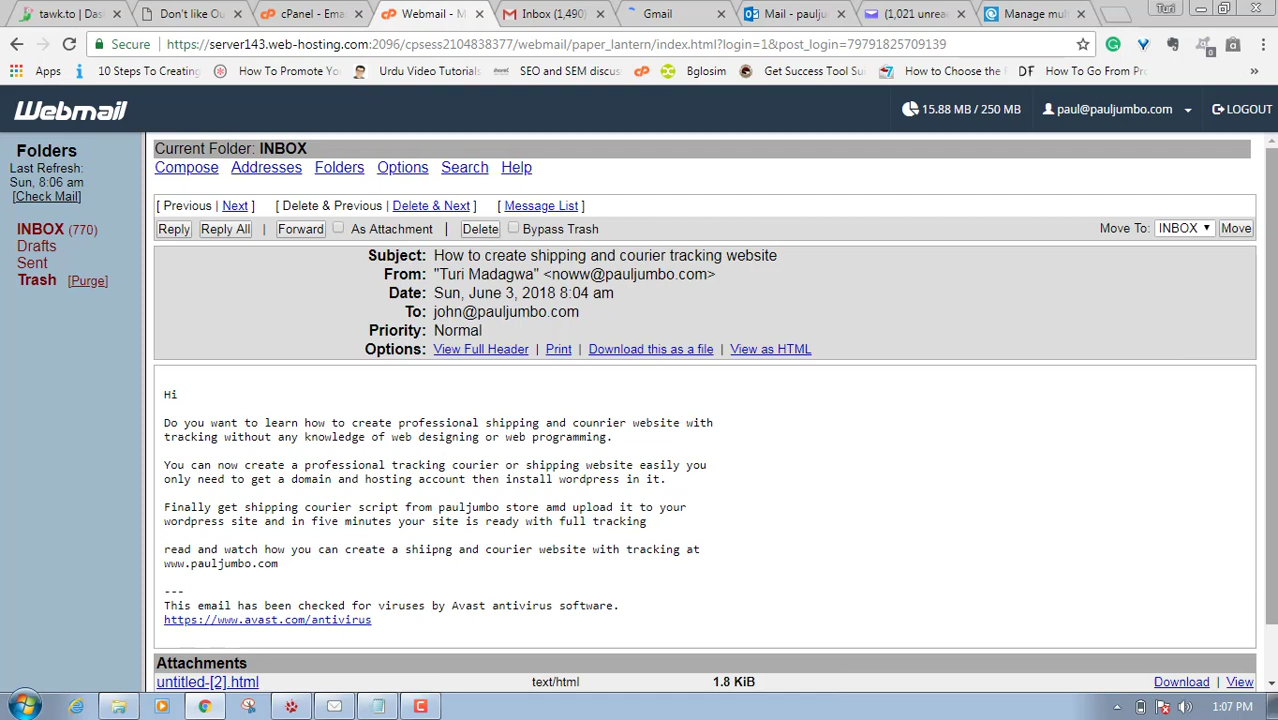 tawk.to | Das
Don't like Ou
cPanel - Ema
Webmail - M
Inbox (1,490)
Gmail
Mail - paulju
(1,021 unrea
Manage mul
Turi
Secure
https://server143.web-hosting.com:2096/cpsess2104838377/webmail/paper_lantern/index.html?login=1&post_login=79791825709139
Apps
10 Steps To Creating
How To Promote Yo
Urdu Video Tutorials
SEO and SEM discus
Bglosim
Get Success Tool Sui
How to Choose the I
DF
How To Go From Pro
»
Webmail
15.88 MB / 250 MB
paul@pauljumbo.com
LOGOUT
Folders
Last Refresh:
Sun, 8:06 am
[Check Mail]
INBOX (770)
Drafts
Sent
Trash [Purge]
Current Folder: INBOX
Compose Addresses Folders Options Search Help
[ Previous | Next ] [ Delete & Previous | Delete & Next ] [ Message List ]
Reply Reply All | Forward As Attachment | Delete Bypass Trash Move To: INBOX Move
Subject: How to create shipping and courier tracking website
From: "Turi Madagwa" <noww@pauljumbo.com>
Date: Sun, June 3, 2018 8:04 am
To: john@pauljumbo.com
Priority: Normal
Options: View Full Header | Print | Download this as a file | View as HTML
Hi
Do you want to learn how to create professional shipping and counrier website with
tracking without any knowledge of web designing or web programming.
You can now create a professional tracking courier or shipping website easily you
only need to get a domain and hosting account then install wordpress in it.
Finally get shipping courier script from pauljumbo store amd upload it to your
wordpress site and in five minutes your site is ready with full tracking
read and watch how you can create a shiipng and courier website with tracking at
www.pauljumbo.com
---
This email has been checked for viruses by Avast antivirus software.
https://www.avast.com/antivirus
Attachments
untitled-[2].html text/html 1.8 KiB Download | View
1:07 PM